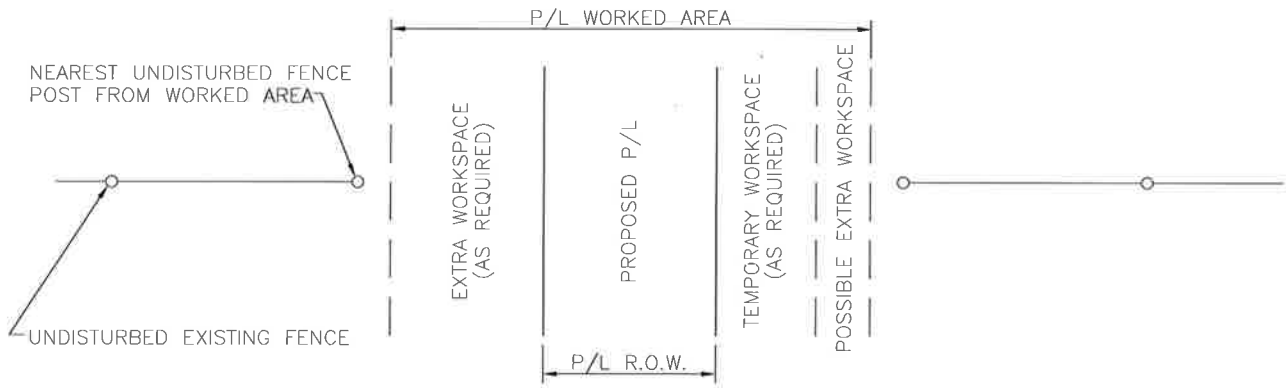 P/L WORKED AREA
NEAREST UNDISTURBED FENCE
POST FROM WORKED AREA
EXTRA WORKSPACE
(AS REQUIRED)
PROPOSED P/L
TEMPORARY WORKSPACE
(AS REQUIRED)
POSSIBLE EXTRA WORKSPACE
UNDISTURBED EXISTING FENCE
P/L R.O.W.